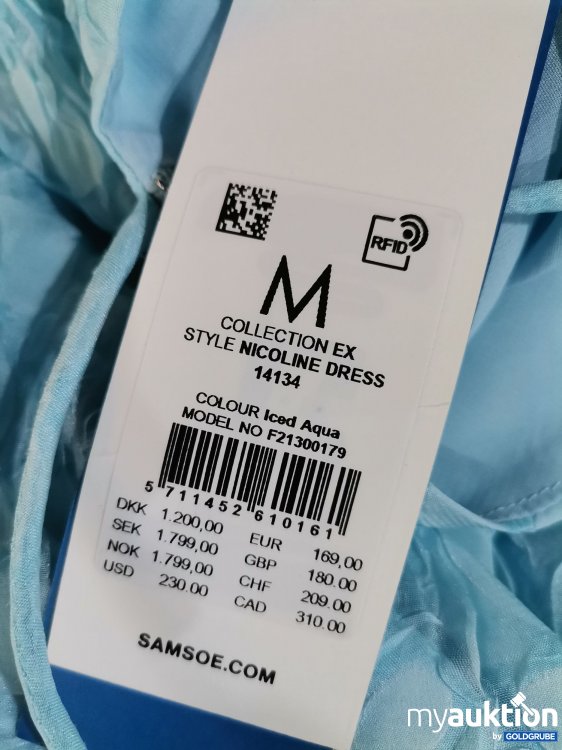 RFID
M
COLLECTION EX
STYLE NICOLINE DRESS
14134
COLOUR Iced Aqua
MODEL NO F21300179
5 711452 610161
DKK 1.200,00 EUR 169,00
SEK 1.799,00 GBP 180.00
NOK 1.799,00 CHF 209.00
USD 230.00 CAD 310.00
SAMSOE.COM
myauktion
by GOLDGRUBE